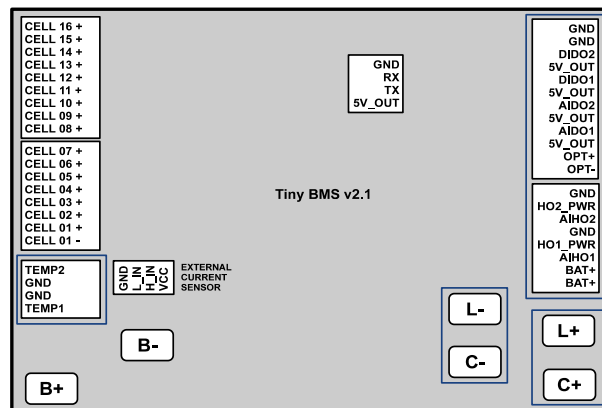 CELL 16 +
CELL 15 +
CELL 14 +
CELL 13 +
CELL 12 +
CELL 11 +
CELL 10 +
CELL 09 +
CELL 08 +
CELL 07 +
CELL 06 +
CELL 05 +
CELL 04 +
CELL 03 +
CELL 02 +
CELL 01 +
CELL 01 -
TEMP2
GND
GND
TEMP1
GND
L_IN
H_IN
VCC
EXTERNAL
CURRENT
SENSOR
B-
B+
GND
RX
TX
5V_OUT
Tiny BMS v2.1
GND
GND
DIDO2
5V_OUT
DIDO1
5V_OUT
AIDO2
5V_OUT
AIDO1
5V_OUT
OPT+
OPT-
GND
HO2_PWR
AIHO2
GND
HO1_PWR
AIHO1
BAT+
BAT+
L-
C-
L+
C+